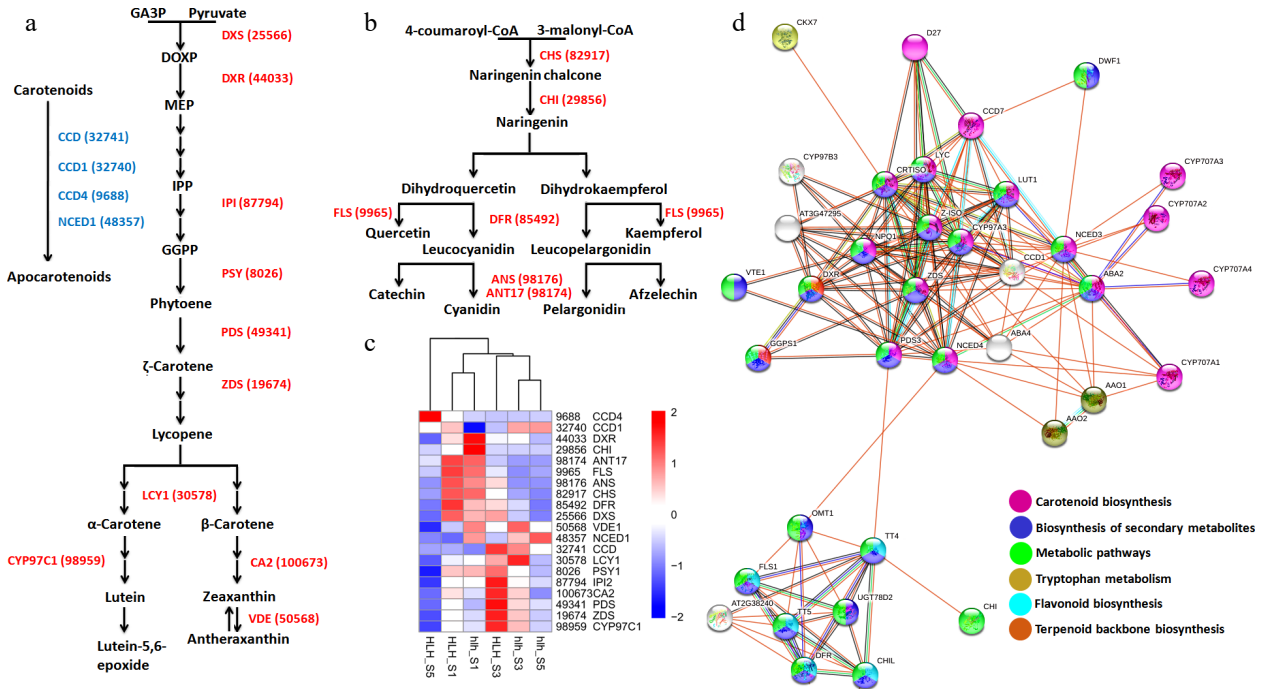 a
GA3P Pyruvate
DXS (25566)
DOXP
DXR (44033)
MEP
IPP
IPI (87794)
GGPP
PSY (8026)
Phytoene
PDS (49341)
ζ-Carotene
ZDS (19674)
Lycopene
LCY1 (30578)
α-Carotene β-Carotene
CYP97C1 (98959) CA2 (100673)
Lutein Zeaxanthin
VDE (50568)
Lutein-5,6-epoxide Antheraxanthin
Carotenoids
CCD (32741)
CCD1 (32740)
CCD4 (9688)
NCED1 (48357)
Apocarotenoids
b
4-coumaroyl-CoA 3-malonyl-CoA
CHS (82917)
Naringenin chalcone
CHI (29856)
Naringenin
Dihydroquercetin Dihydrokaempferol
FLS (9965) DFR (85492) FLS (9965)
Quercetin Kaempferol
Leucocyanidin Leucopelargonidin
ANS (98176)
ANT17 (98174)
Catechin Afzelechin
Cyanidin Pelargonidin
c
9688 CCD4
32740 CCD1
44033 DXR
29856 CHI
98174 ANT17
9965 FLS
98176 ANS
82917 CHS
85492 DFR
25566 DXS
50568 VDE1
48357 NCED1
32741 CCD
30578 LCY1
8026 PSY1
87794 IPI2
100673CA2
49341 PDS
19674 ZDS
98959 CYP97C1
HLH_S5
HLH_S1
hlh_S1
HLH_S3
hlh_S3
hlh_S5
2
1
0
−1
−2
d
CKX7
D27
DWF1
CCD7
CYP97B3
LYC
CRTISO
LUT1
CYP707A3
CYP707A2
AT3G47295
Z-ISO
NPQ1
CYP97A3
NCED3
CCD1
VTE1
DXR
ZDS
ABA2
CYP707A4
GGPS1
PDS3
NCED4
ABA4
CYP707A1
AAO1
AAO2
OMT1
TT4
FLS1
AT2G38240
UGT78D2
TT5
CHI
DFR
CHIL
Carotenoid biosynthesis
Biosynthesis of secondary metabolites
Metabolic pathways
Tryptophan metabolism
Flavonoid biosynthesis
Terpenoid backbone biosynthesis